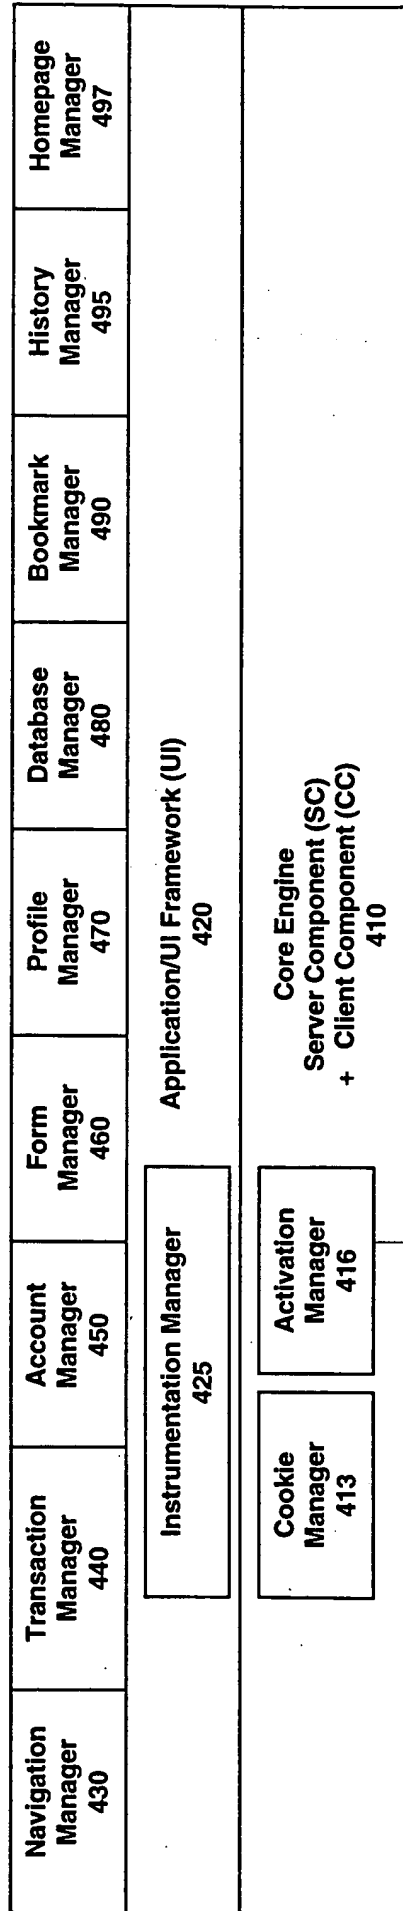 Navigation
Manager
430
Transaction
Manager
440
Account
Manager
450
Form
Manager
460
Profile
Manager
470
Database
Manager
480
Bookmark
Manager
490
History
Manager
495
Homepage
Manager
497
Instrumentation Manager
425
Application/UI Framework (UI)
420
Cookie
Manager
413
Activation
Manager
416
Core Engine
Server Component (SC)
+ Client Component (CC)
410